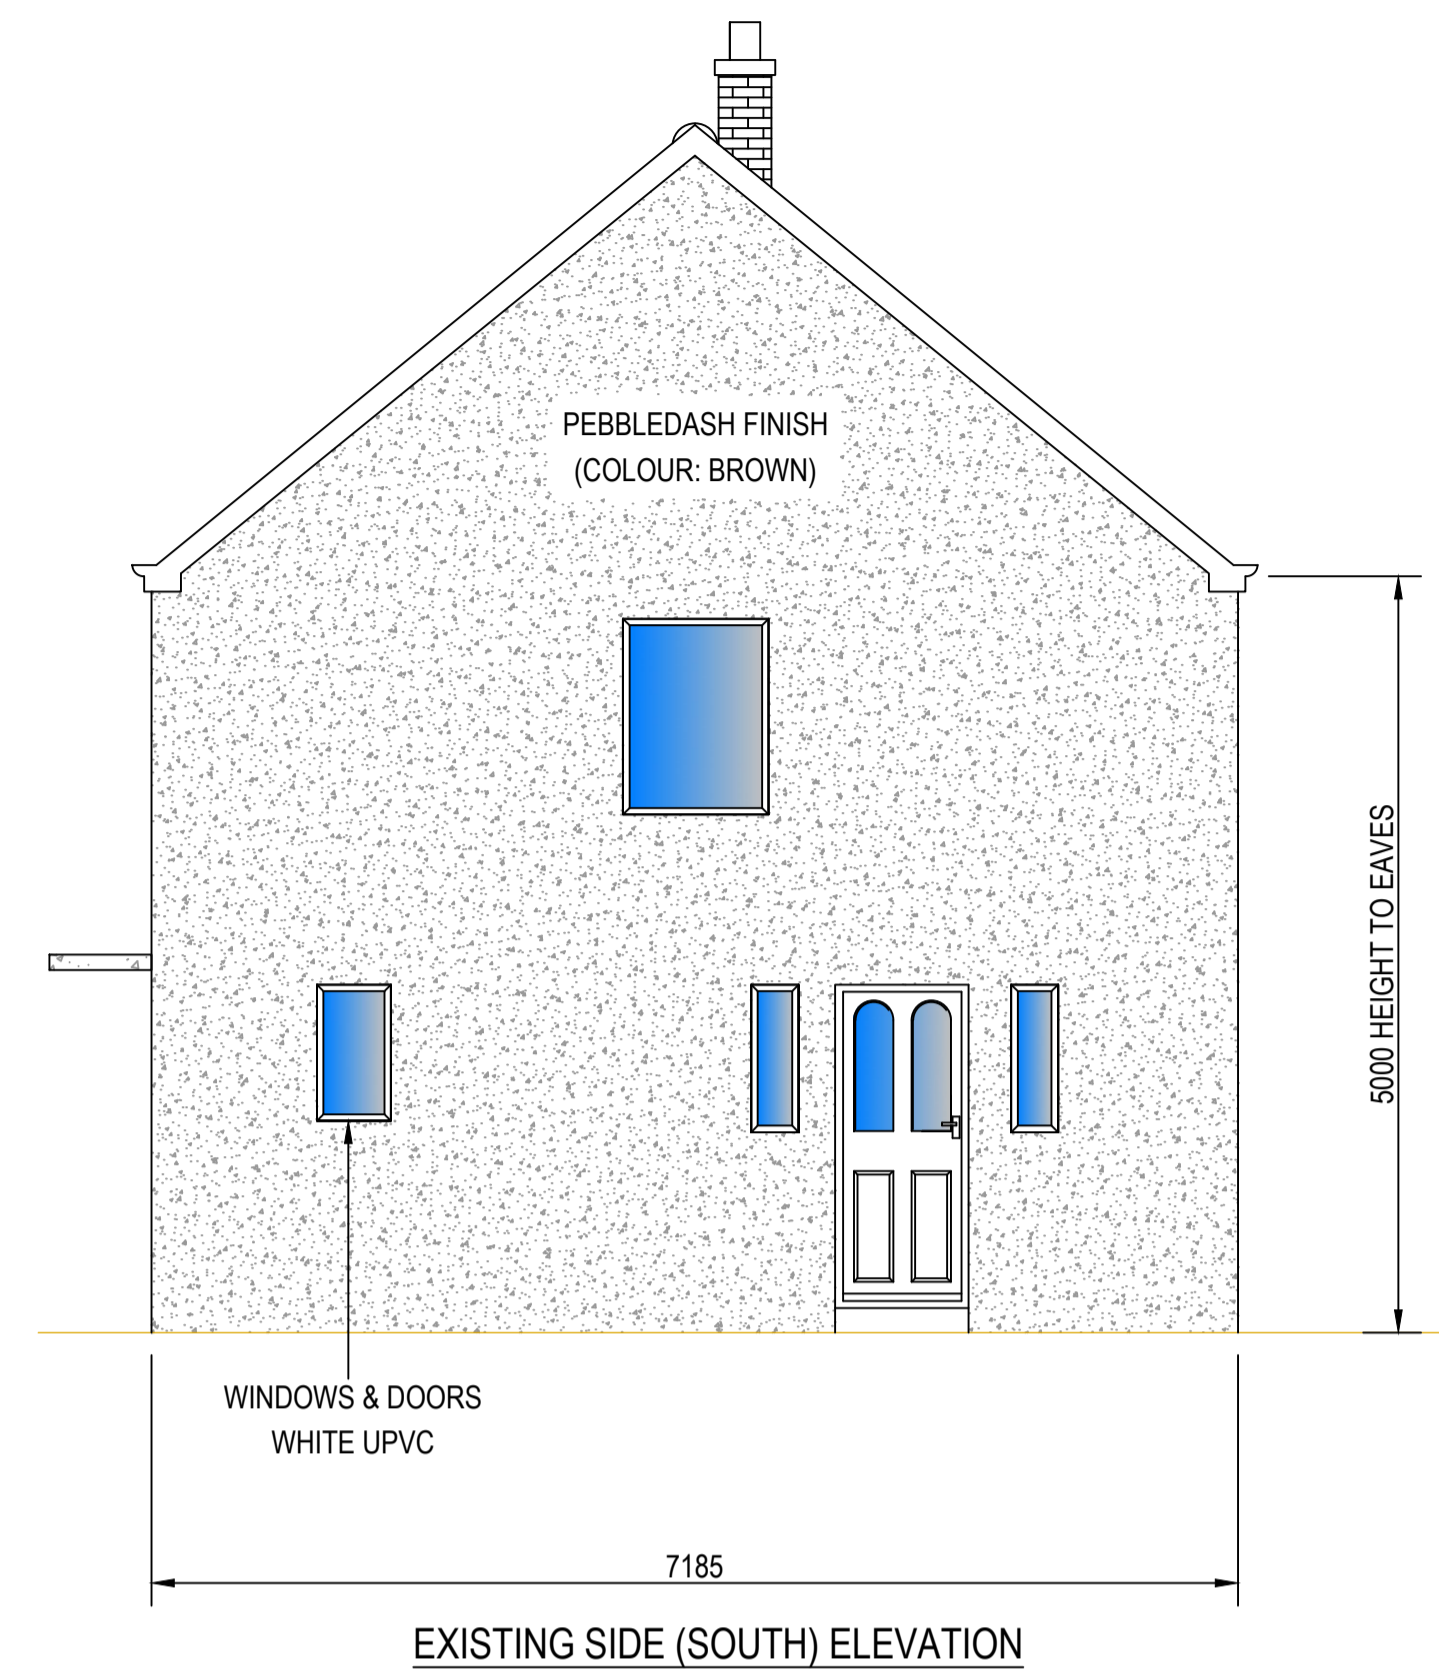 PEBBLEDASH FINISH
(COLOUR: BROWN)
5000 HEIGHT TO EAVES
WINDOWS & DOORS
WHITE UPVC
7185
EXISTING SIDE (SOUTH) ELEVATION